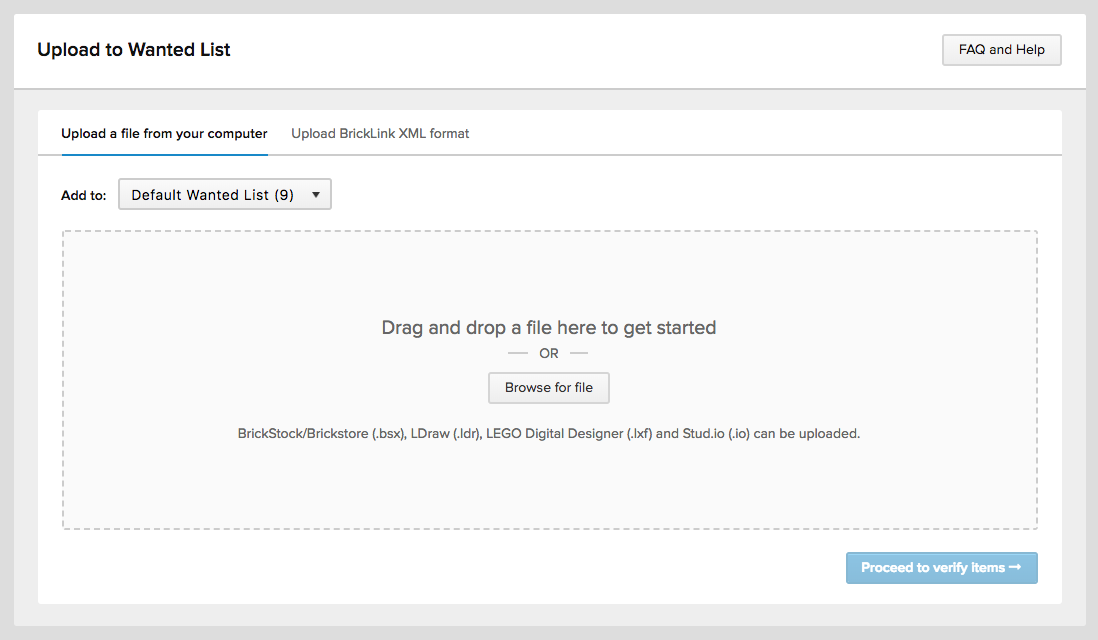 Upload to Wanted List
FAQ and Help
Upload a file from your computer
Upload BrickLink XML format
Add to:
Default Wanted List (9)
Drag and drop a file here to get started
OR
Browse for file
BrickStock/Brickstore (.bsx), LDraw (.ldr), LEGO Digital Designer (.lxf) and Stud.io (.io) can be uploaded.
Proceed to verify items →